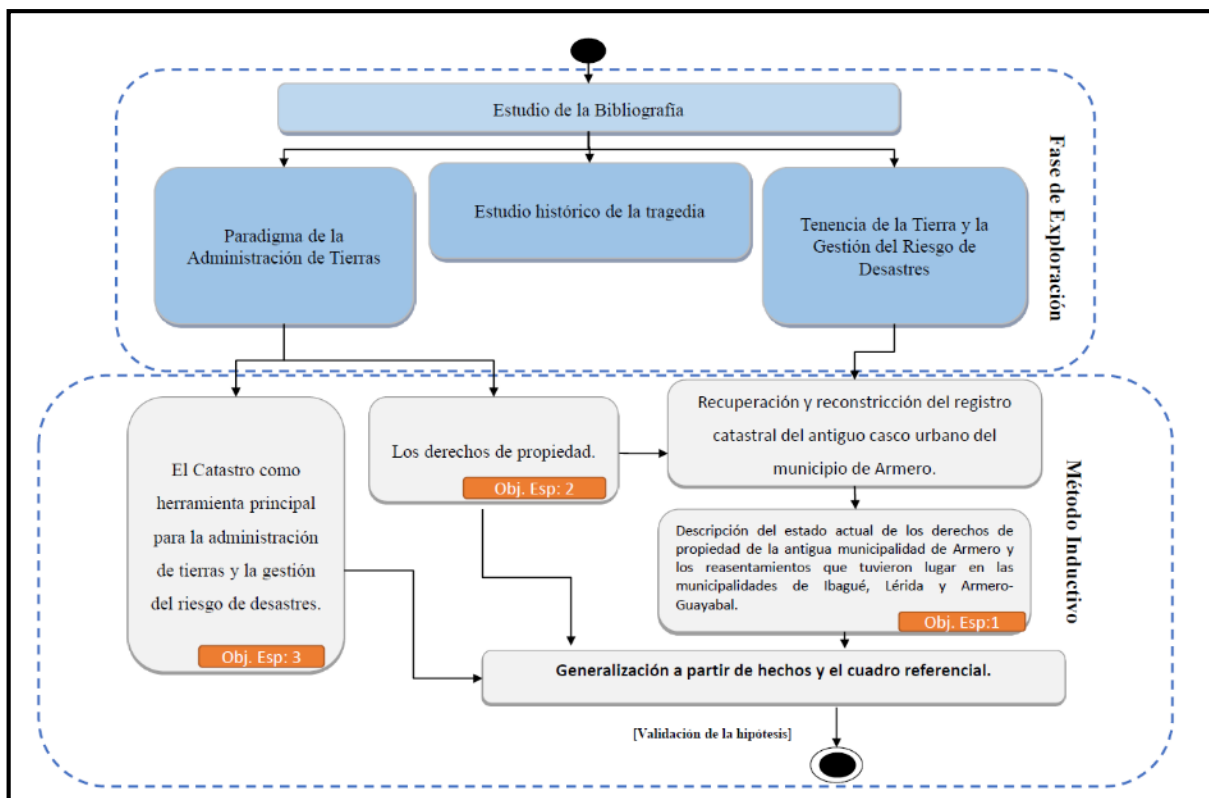 Estudio de la Bibliografía
Paradigma de la
Administración de Tierras
Estudio histórico de la tragedia
Tenencia de la Tierra y la
Gestión del Riesgo de
Desastres
Fase de Exploración
El Catastro como
herramienta principal
para la administración
de tierras y la gestión
del riesgo de desastres.
Obj. Esp: 3
Los derechos de propiedad.
Obj. Esp: 2
Recuperación y reconstricción del registro
catastral del antiguo casco urbano del
municipio de Armero.
Descripción del estado actual de los derechos de
propiedad de la antigua municipalidad de Armero y
los reasentamientos que tuvieron lugar en las
municipalidades de Ibagué, Lérida y Armero-
Guayabal.
Obj. Esp:1
Método Inductivo
Generalización a partir de hechos y el cuadro referencial.
[Validación de la hipótesis]